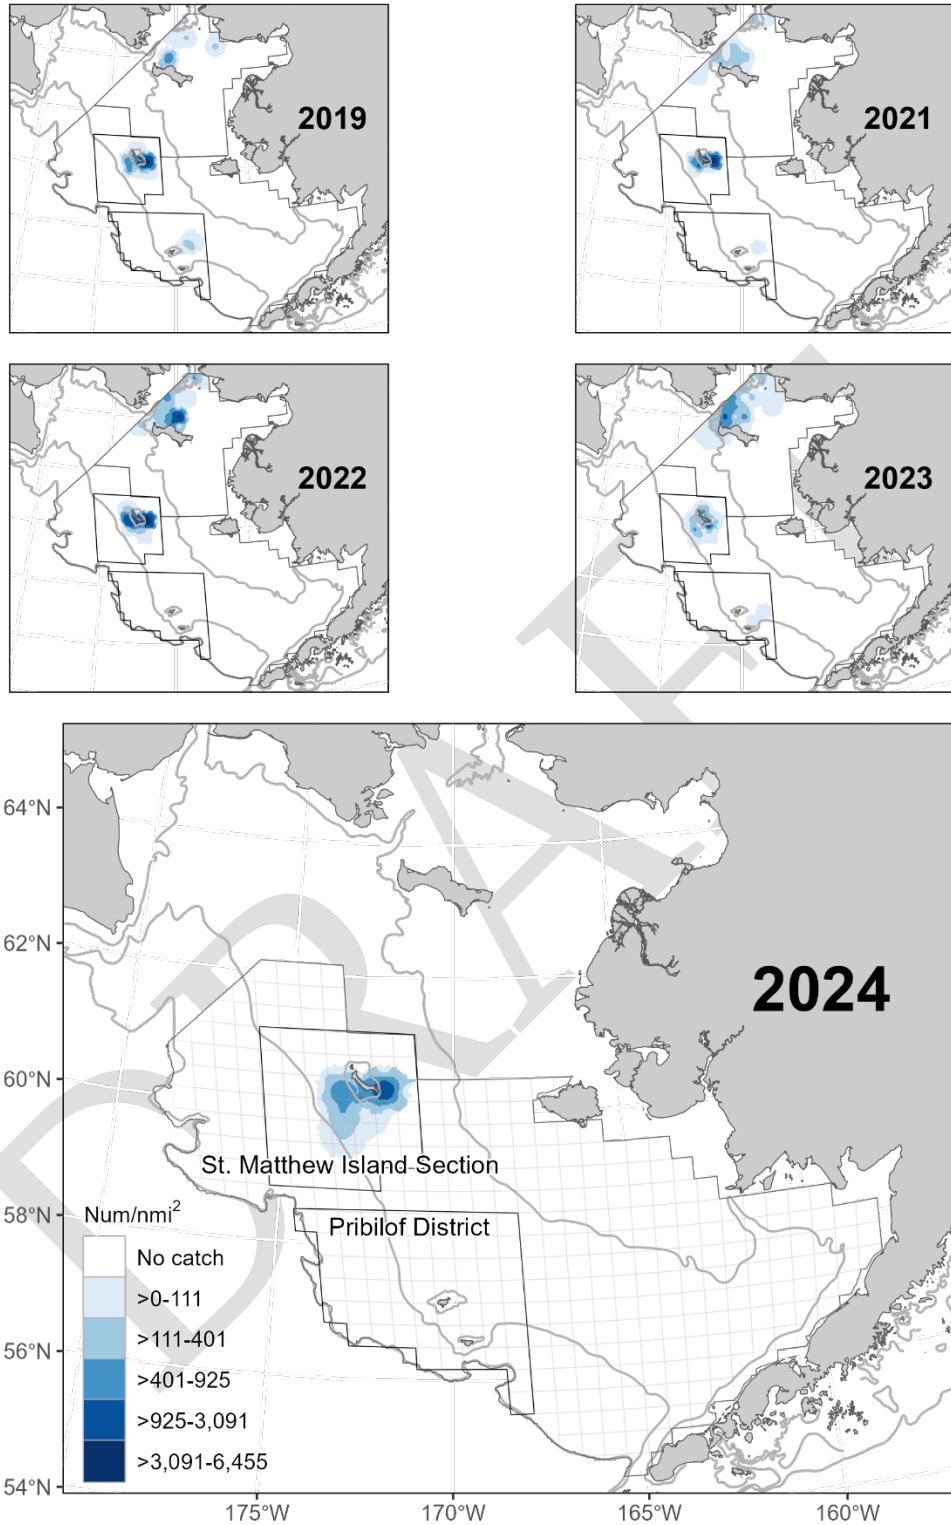 2019
2021
2022
2023
2024
64°N
62°N
60°N
58°N
56°N
54°N
St. Matthew Island Section
Pribilof District
Num/nmi²
No catch
>0-111
>111-401
>401-925
>925-3,091
>3,091-6,455
175°W
170°W
165°W
160°W
DRAFT